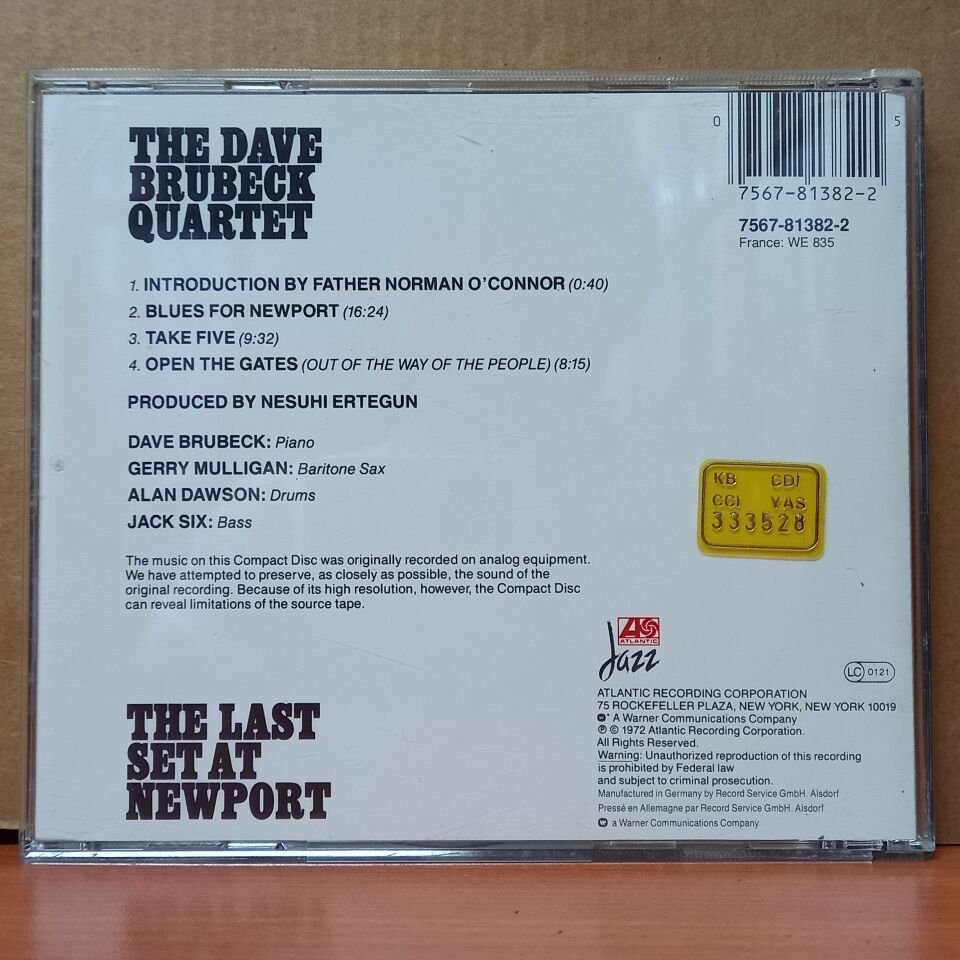 THE DAVE
BRUBECK
QUARTET
0 5
7567-81382-2
7567-81382-2
France: WE 835
1. INTRODUCTION BY FATHER NORMAN O'CONNOR (0:40)
2. BLUES FOR NEWPORT (16:24)
3. TAKE FIVE (9:32)
4. OPEN THE GATES (OUT OF THE WAY OF THE PEOPLE) (8:15)
PRODUCED BY NESUHI ERTEGUN
DAVE BRUBECK: Piano
GERRY MULLIGAN: Baritone Sax
ALAN DAWSON: Drums
JACK SIX: Bass
KB CDI
CCI YAS
333528
The music on this Compact Disc was originally recorded on analog equipment.
We have attempted to preserve, as closely as possible, the sound of the
original recording. Because of its high resolution, however, the Compact Disc
can reveal limitations of the source tape.
ATLANTIC
Jazz
LC 0121
THE LAST
SET AT
NEWPORT
ATLANTIC RECORDING CORPORATION
75 ROCKEFELLER PLAZA, NEW YORK, NEW YORK 10019
® A Warner Communications Company
℗ © 1972 Atlantic Recording Corporation.
All Rights Reserved.
Warning: Unauthorized reproduction of this recording
is prohibited by Federal law
and subject to criminal prosecution.
Manufactured in Germany by Record Service GmbH. Alsdorf
Pressé en Allemagne par Record Service GmbH. Alsdorf
a Warner Communications Company